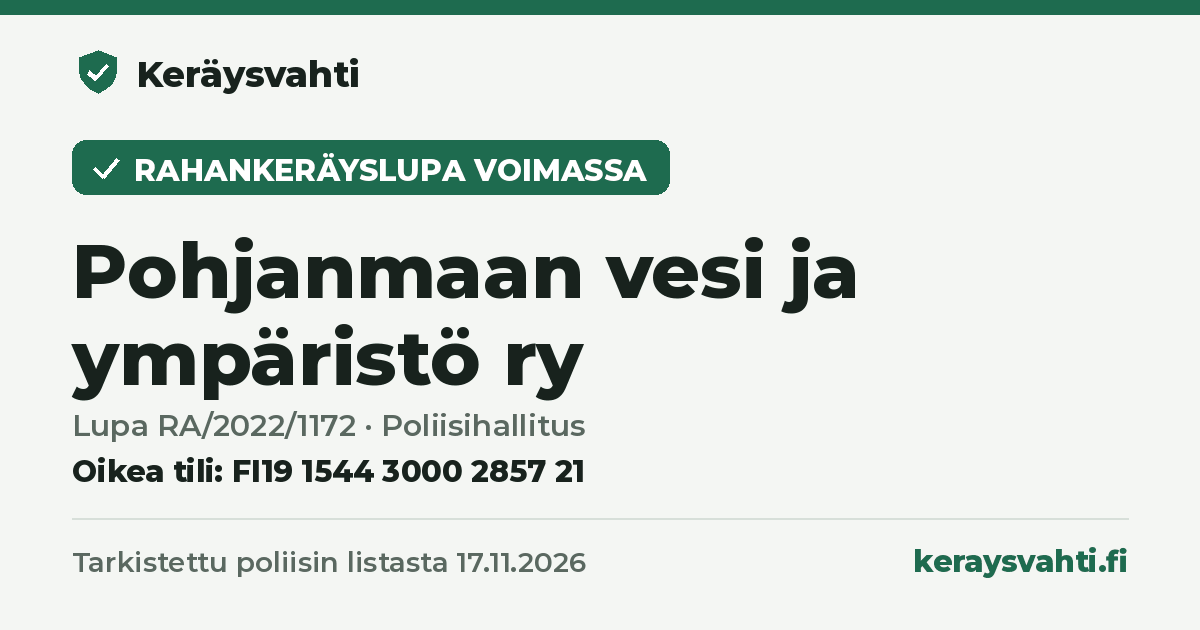 Keräysvahti
RAHANKERÄYSLUPA VOIMASSA
Pohjanmaan vesi ja
ympäristö ry
Lupa RA/2022/1172 · Poliisihallitus
Oikea tili: FI19 1544 3000 2857 21
Tarkistettu poliisin listasta 17.11.2026
keraysvahti.fi